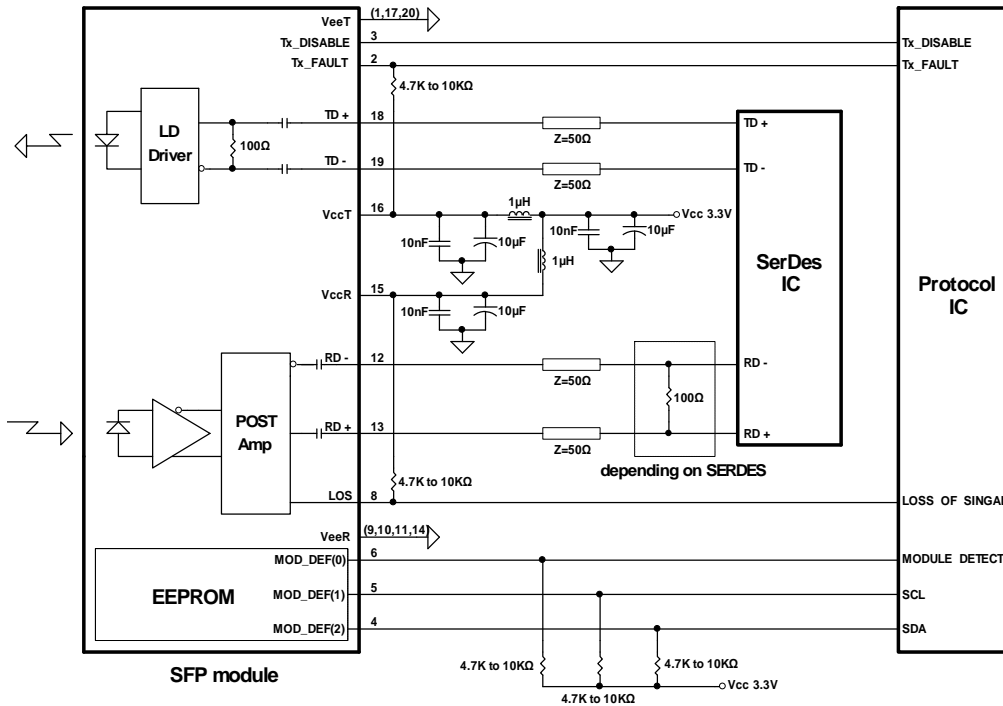 VeeT (1,17,20)
Tx_DISABLE 3 Tx_DISABLE
Tx_FAULT 2 Tx_FAULT
4.7K to 10KΩ
LD
Driver
100Ω
TD + 18 Z=50Ω TD +
TD - 19 Z=50Ω TD -
1µH
VccT 16 Vcc 3.3V
10nF 10µF 10nF 10µF
1µH
SerDes
IC
Protocol
IC
VccR 15
10nF 10µF
RD - 12 Z=50Ω RD -
100Ω
POST
Amp
RD + 13 Z=50Ω RD +
depending on SERDES
4.7K to 10KΩ
LOS 8 LOSS OF SINGAL
VeeR (9,10,11,14)
EEPROM
MOD_DEF(0) 6 MODULE DETECT
MOD_DEF(1) 5 SCL
MOD_DEF(2) 4 SDA
4.7K to 10KΩ 4.7K to 10KΩ
4.7K to 10KΩ
Vcc 3.3V
SFP module